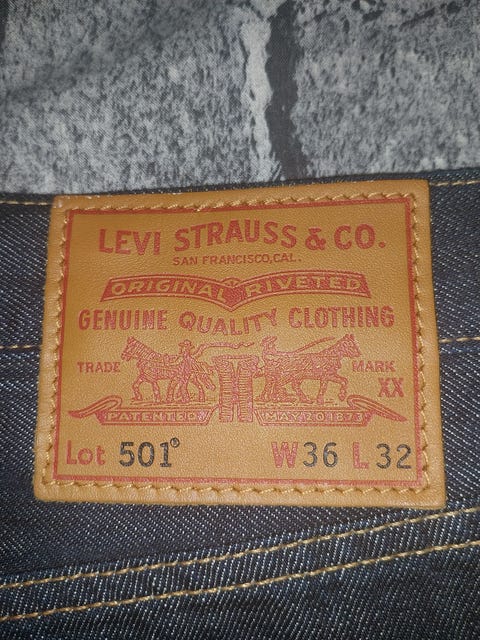 LEVI STRAUSS & CO.
SAN FRANCISCO, CAL.
ORIGINAL RIVETED
GENUINE QUALITY CLOTHING
TRADE MARK
XX
PATENTED MAY 20 1873
Lot 501® W36 L 32